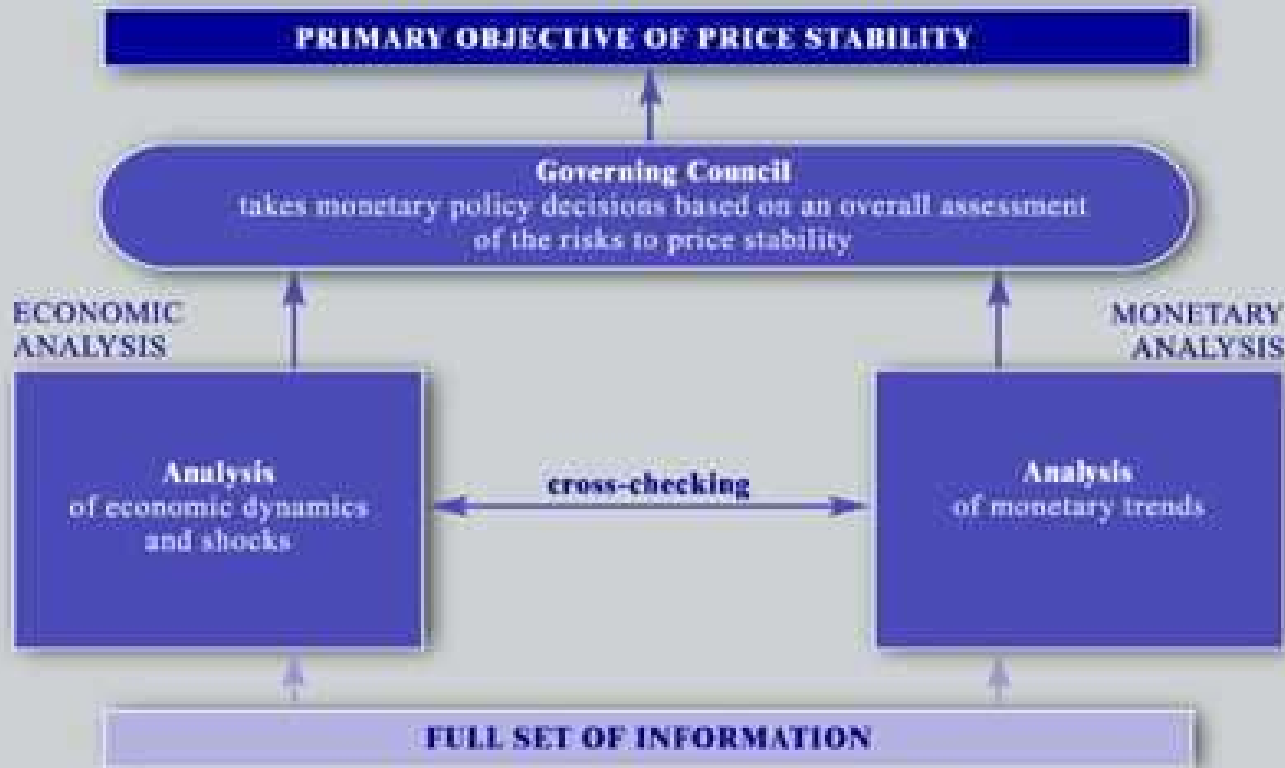 PRIMARY OBJECTIVE OF PRICE STABILITY
Governing Council
takes monetary policy decisions based on an overall assessment
of the risks to price stability
ECONOMIC
ANALYSIS
MONETARY
ANALYSIS
Analysis
of economic dynamics
and shocks
cross-checking
Analysis
of monetary trends
FULL SET OF INFORMATION